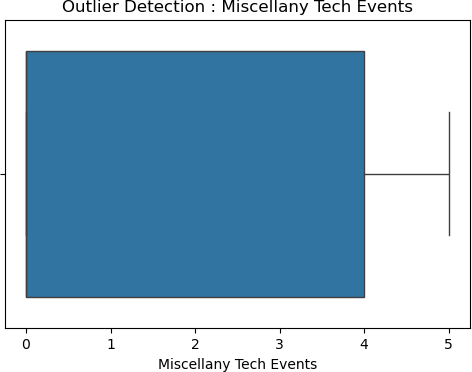 Outlier Detection : Miscellany Tech Events
0 1 2 3 4 5
Miscellany Tech Events